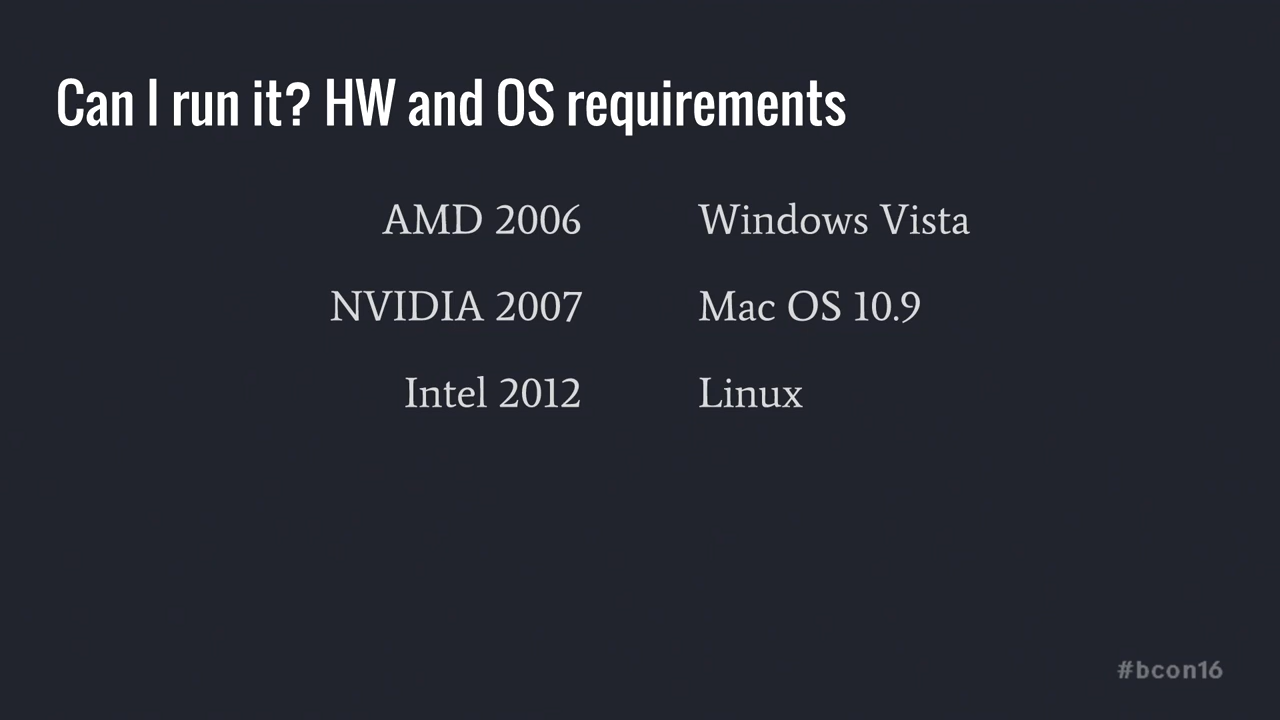 Can I run it? HW and OS requirements
AMD 2006 Windows Vista
NVIDIA 2007 Mac OS 10.9
Intel 2012 Linux
#bcon16